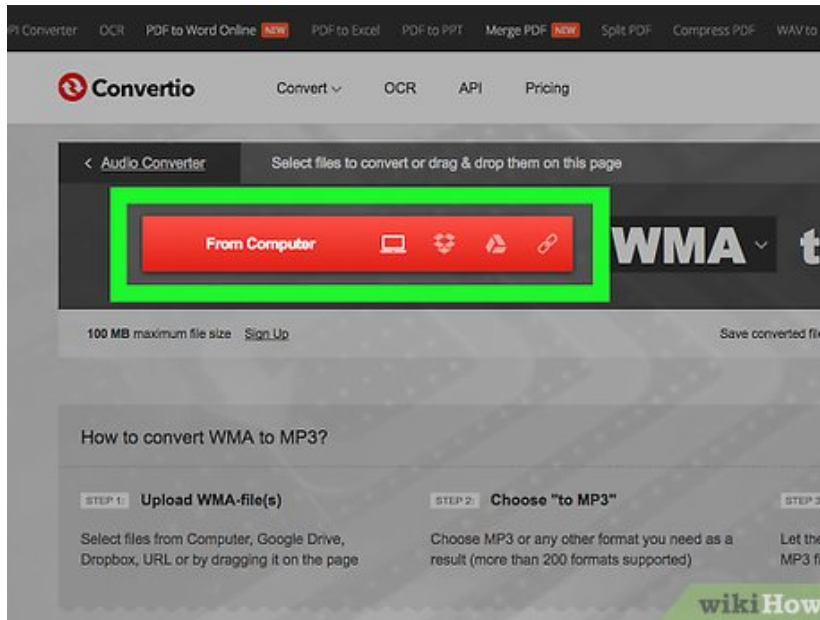 PI Converter OCR PDF to Word Online NEW PDF to Excel PDF to PPT Merge PDF NEW Split PDF Compress PDF WAV to
Convertio Convert OCR API Pricing
< Audio Converter Select files to convert or drag & drop them on this page
From Computer WMA t
100 MB maximum file size Sign Up Save converted fil
How to convert WMA to MP3?
STEP 1: Upload WMA-file(s) STEP 2: Choose "to MP3" STEP 3
Select files from Computer, Google Drive, Choose MP3 or any other format you need as a Let the
Dropbox, URL or by dragging it on the page result (more than 200 formats supported) MP3 fi
wikiHow